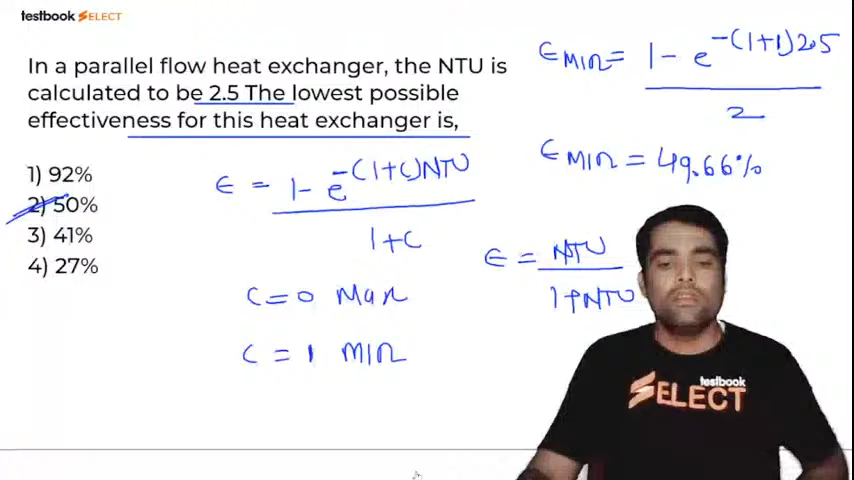 testbook SELECT
In a parallel flow heat exchanger, the NTU is
calculated to be 2.5 The lowest possible
effectiveness for this heat exchanger is,
1) 92%
2) 50%
3) 41%
4) 27%
ϵ = 1 - e^-(1+C)NTU / 1+C
C = 0 Max
C = 1 MIN
ϵ MIN = 1 - e^-(1+1)2.5 / 2
ϵ MIN = 49.66%
ϵ = NTU / 1+NTU
testbook
SELECT